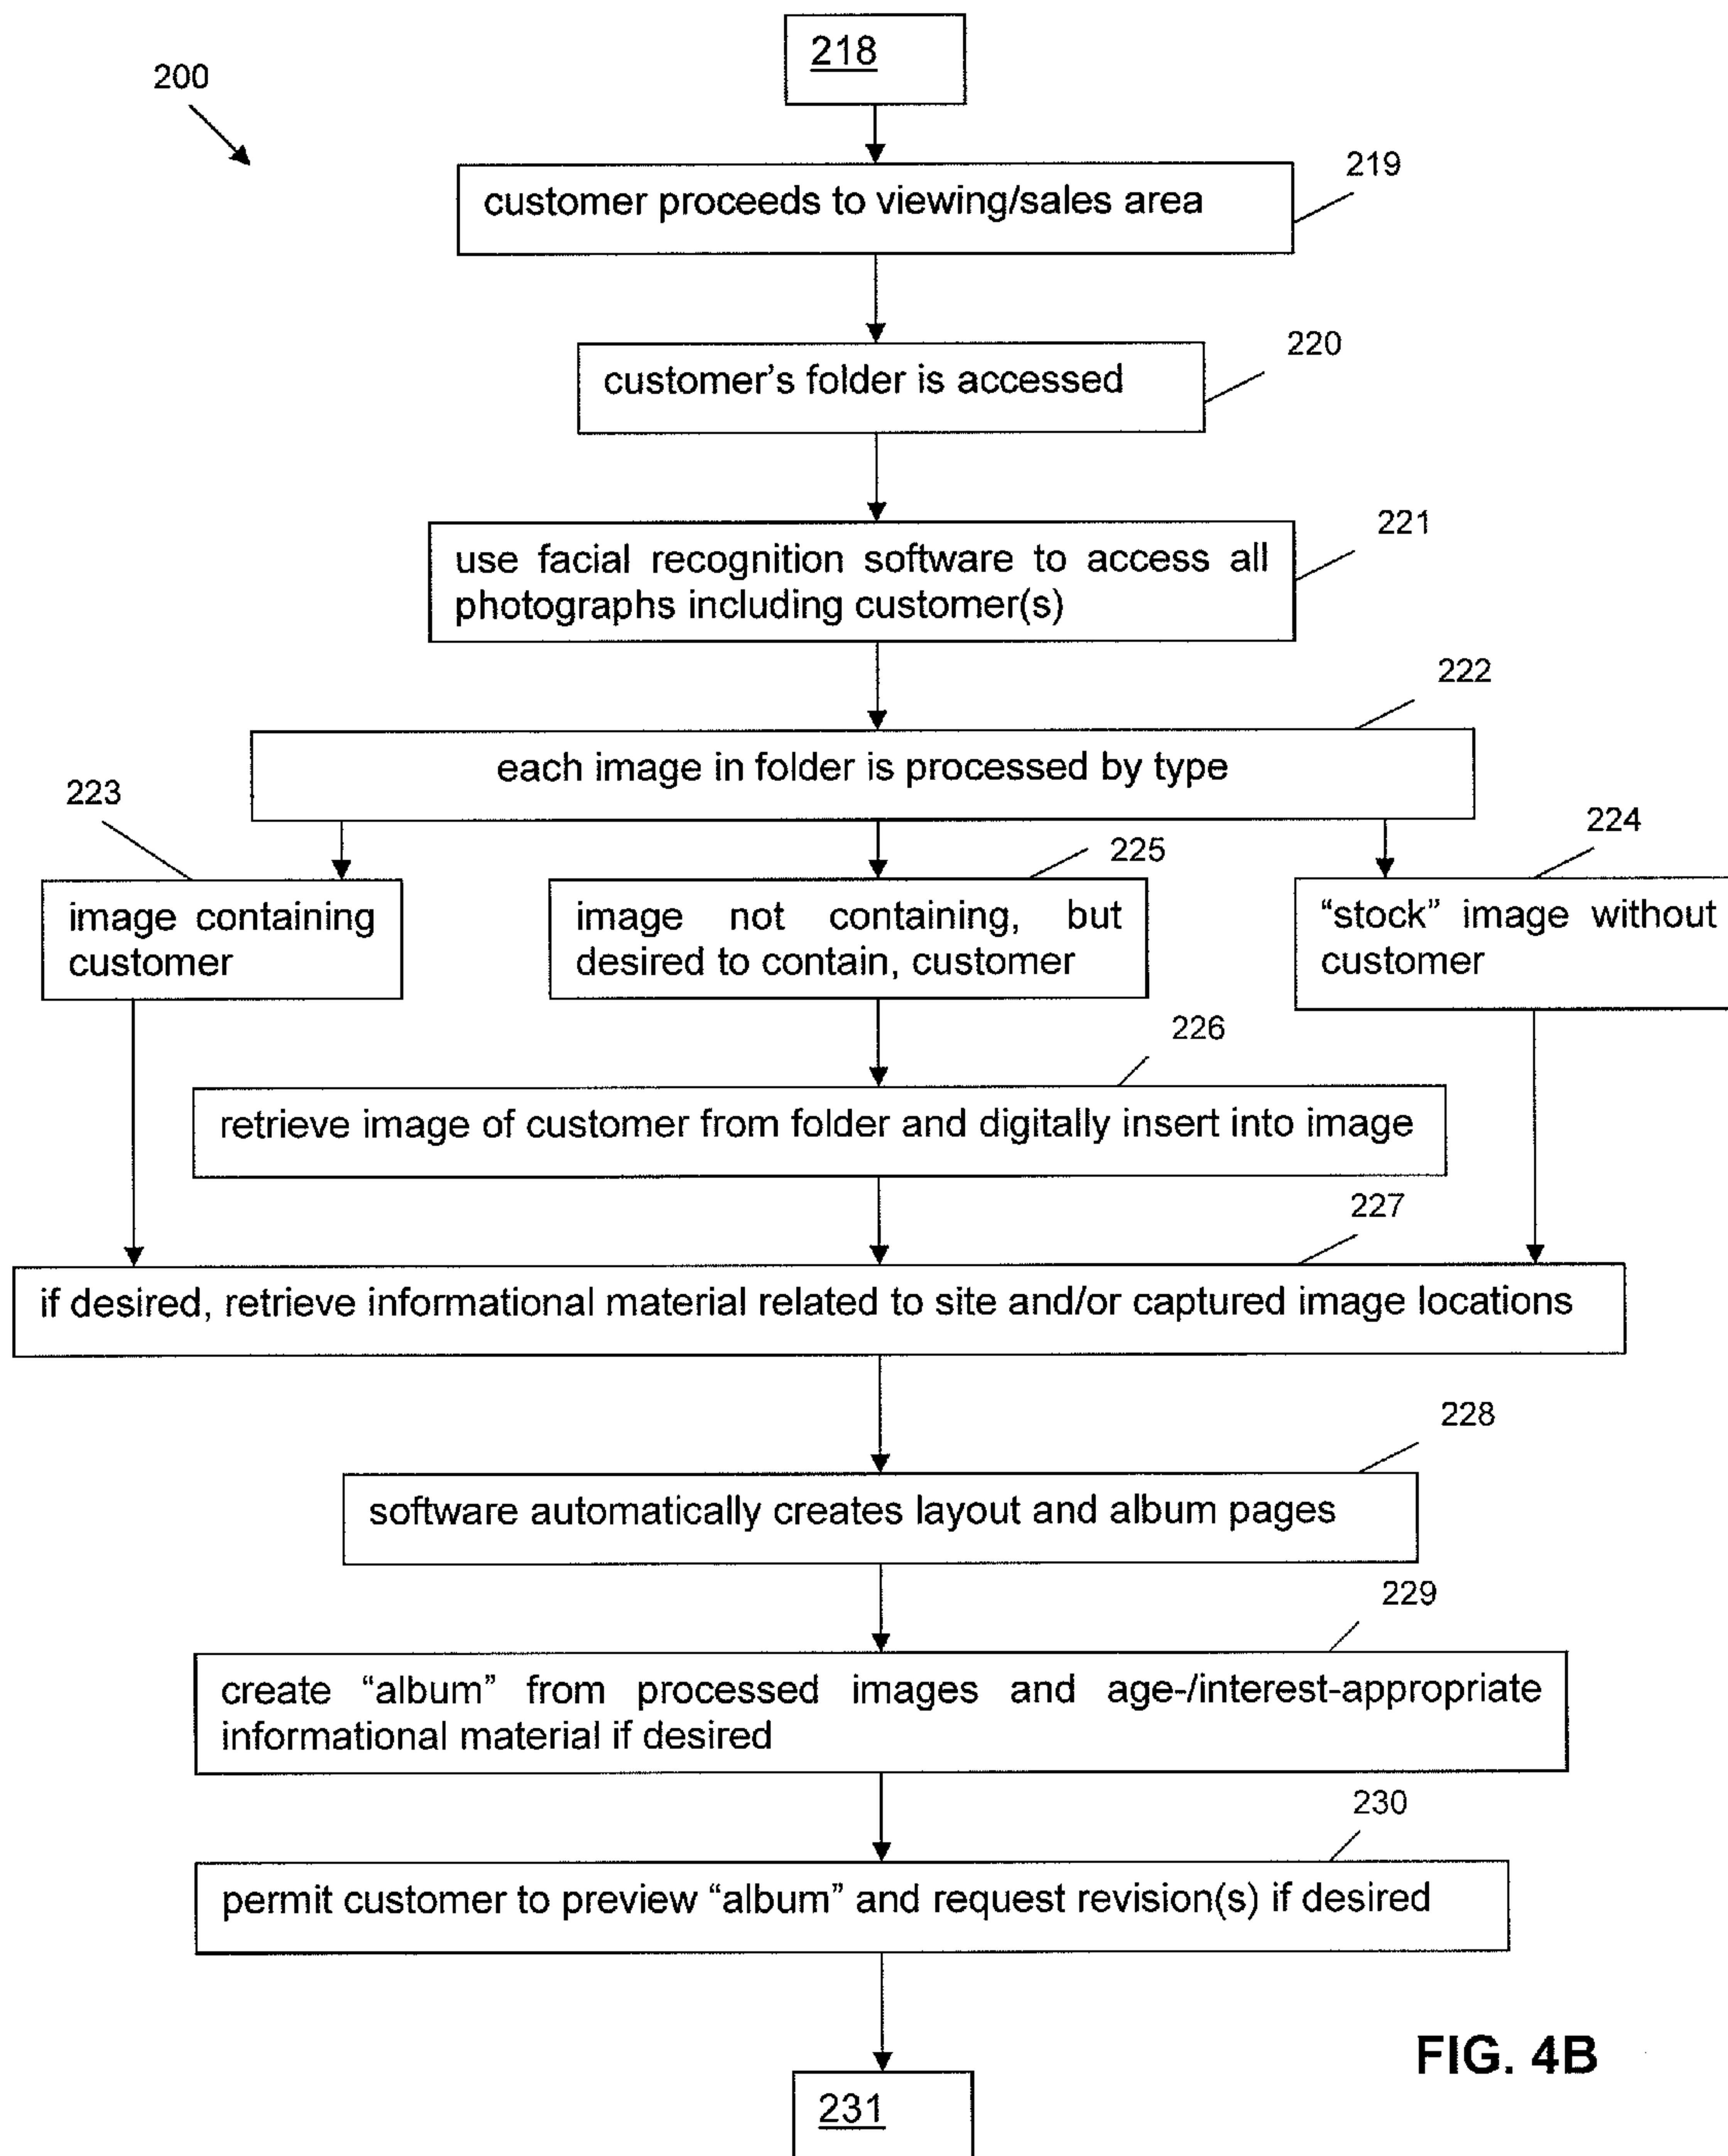 218
200
219
customer proceeds to viewing/sales area
220
customer's folder is accessed
221
use facial recognition software to access all
photographs including customer(s)
222
each image in folder is processed by type
223
225
224
image containing
customer
image not containing, but
desired to contain, customer
“stock” image without
customer
226
retrieve image of customer from folder and digitally insert into image
227
if desired, retrieve informational material related to site and/or captured image locations
228
software automatically creates layout and album pages
229
create “album” from processed images and age-/interest-appropriate
informational material if desired
230
permit customer to preview “album” and request revision(s) if desired
FIG. 4B
231